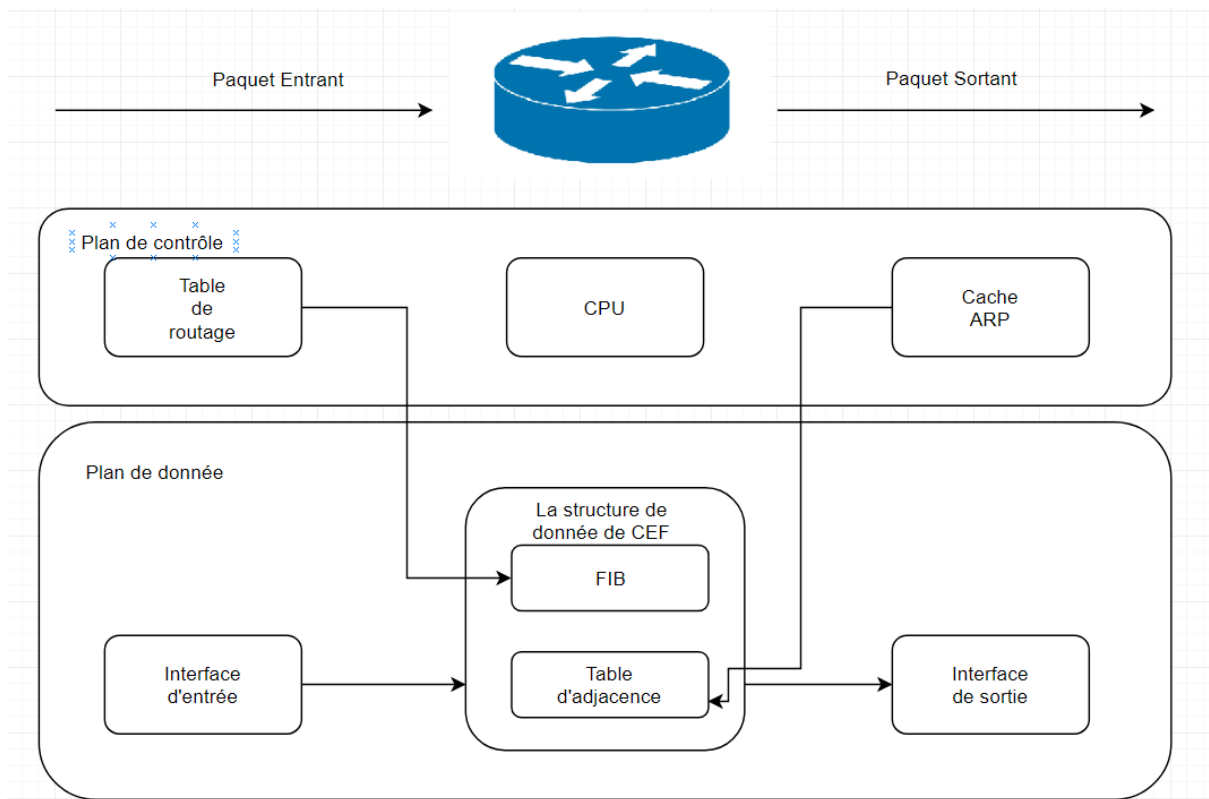 Paquet Entrant
Paquet Sortant
Plan de contrôle
Table
de
routage
CPU
Cache
ARP
Plan de donnée
La structure de
donnée de CEF
FIB
Interface
d'entrée
Table
d'adjacence
Interface
de sortie